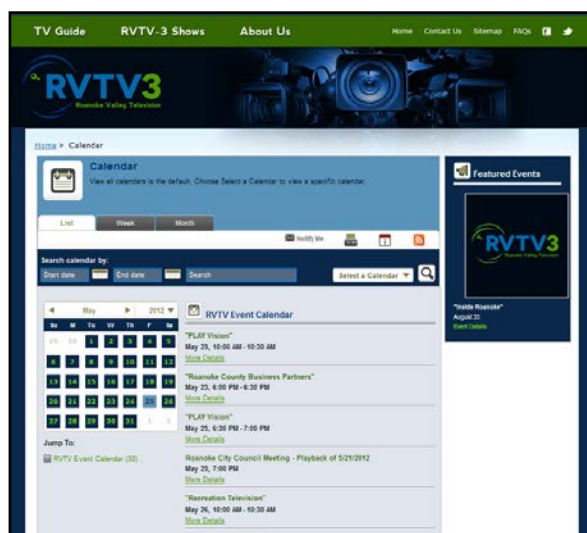 TV Guide RVTV-3 Shows About Us Home Contact Us Sitemap FAQs
RVTV3
Roanoke Valley Television
Home > Calendar
Calendar
View all calendars is the default. Choose Select a Calendar to view a specific calendar.
List Week Month
Notify Me
Search calendar by:
Start date End date Search Select a Calendar
May 2012
Su M Tu W Th F Sa
29 30 1 2 3 4 5
6 7 8 9 10 11 12
13 14 15 16 17 18 19
20 21 22 23 24 25 26
27 28 29 30 31 1 2
Jump To:
RVTV Event Calendar (30)
RVTV Event Calendar
"PLAY Vision"
May 25, 10:00 AM - 10:30 AM
More Details
"Roanoke County Business Partners"
May 25, 6:00 PM - 6:30 PM
More Details
"PLAY Vision"
May 25, 6:30 PM - 7:00 PM
More Details
Roanoke City Council Meeting - Playback of 5/21/2012
May 25, 7:00 PM
More Details
"Recreation Television"
May 26, 10:00 AM - 10:30 AM
More Details
Featured Events
RVTV3
Roanoke Valley Television
"Inside Roanoke"
August 23
Event Details